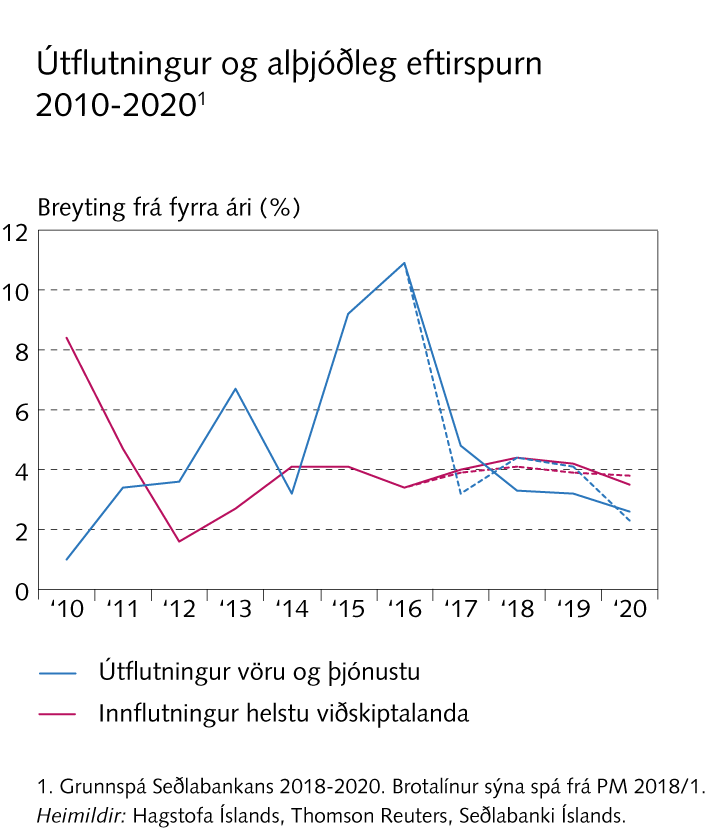 Útflutningur og alþjóðleg eftirspurn
2010-2020¹
Breyting frá fyrra ári (%)
12
10
8
6
4
2
0
‘10 ‘11 ‘12 ‘13 ‘14 ‘15 ‘16 ‘17 ‘18 ‘19 ‘20
Útflutningur vöru og þjónustu
Innflutningur helstu viðskiptalanda
1. Grunnspá Seðlabankans 2018-2020. Brotalínur sýna spá frá PM 2018/1.
Heimildir: Hagstofa Íslands, Thomson Reuters, Seðlabanki Íslands.